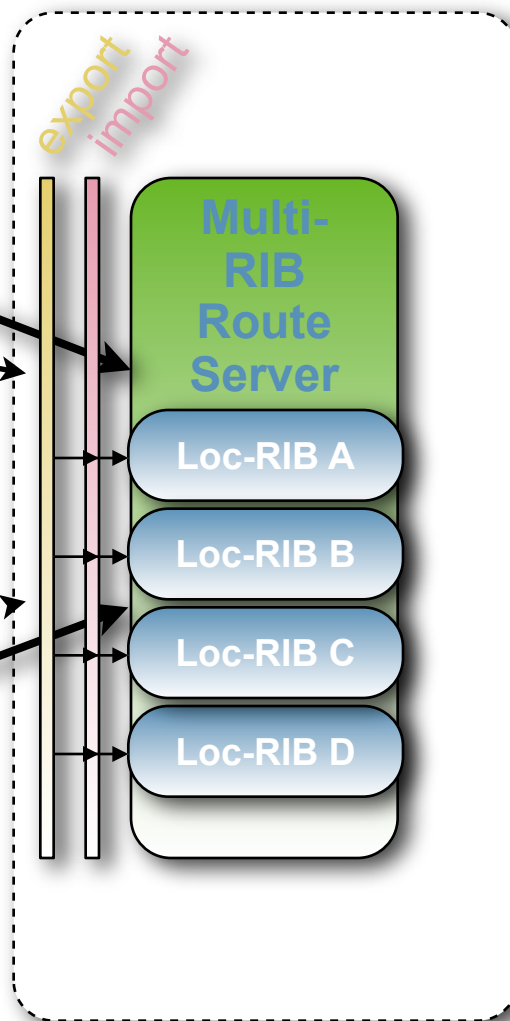 export
import
Multi-
RIB
Route
Server
Loc-RIB A
Loc-RIB B
Loc-RIB C
Loc-RIB D